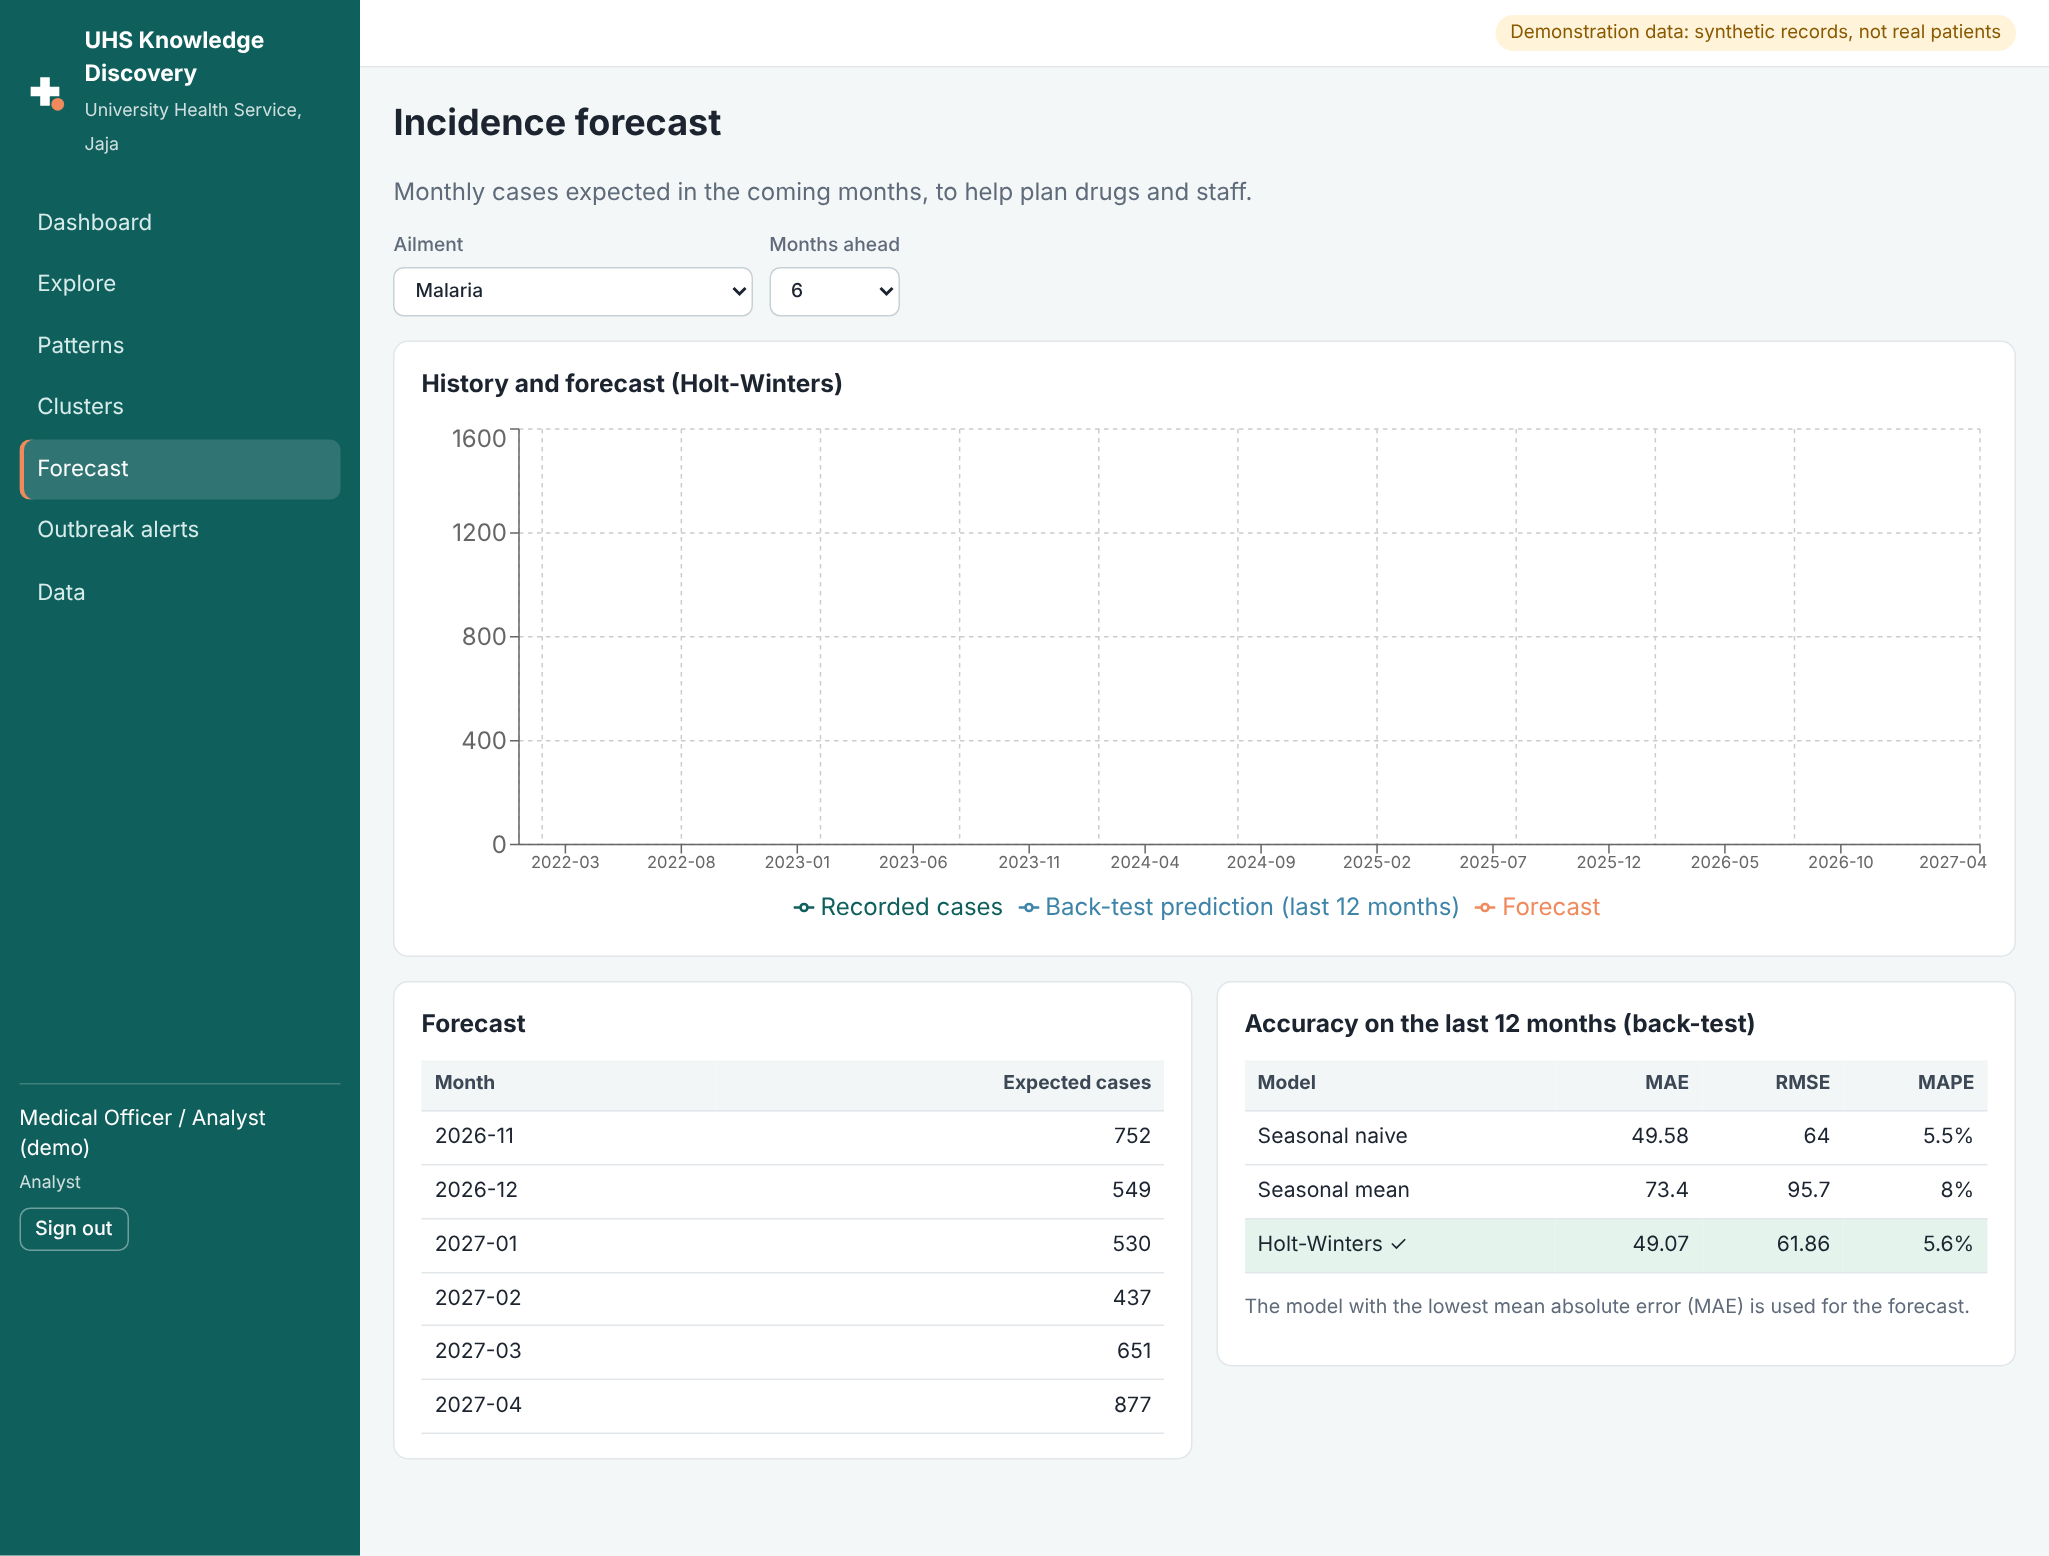 UHS Knowledge
Discovery
University Health Service,
Jaja
Dashboard
Explore
Patterns
Clusters
Forecast
Outbreak alerts
Data
Medical Officer / Analyst
(demo)
Analyst
Sign out
Demonstration data: synthetic records, not real patients
Incidence forecast
Monthly cases expected in the coming months, to help plan drugs and staff.
Ailment Months ahead
Malaria 6
History and forecast (Holt-Winters)
1600
1200
800
400
0
2022-03 2022-08 2023-01 2023-06 2023-11 2024-04 2024-09 2025-02 2025-07 2025-12 2026-05 2026-10 2027-04
Recorded cases Back-test prediction (last 12 months) Forecast
Forecast
Month Expected cases
2026-11 752
2026-12 549
2027-01 530
2027-02 437
2027-03 651
2027-04 877
Accuracy on the last 12 months (back-test)
Model MAE RMSE MAPE
Seasonal naive 49.58 64 5.5%
Seasonal mean 73.4 95.7 8%
Holt-Winters ✓ 49.07 61.86 5.6%
The model with the lowest mean absolute error (MAE) is used for the forecast.